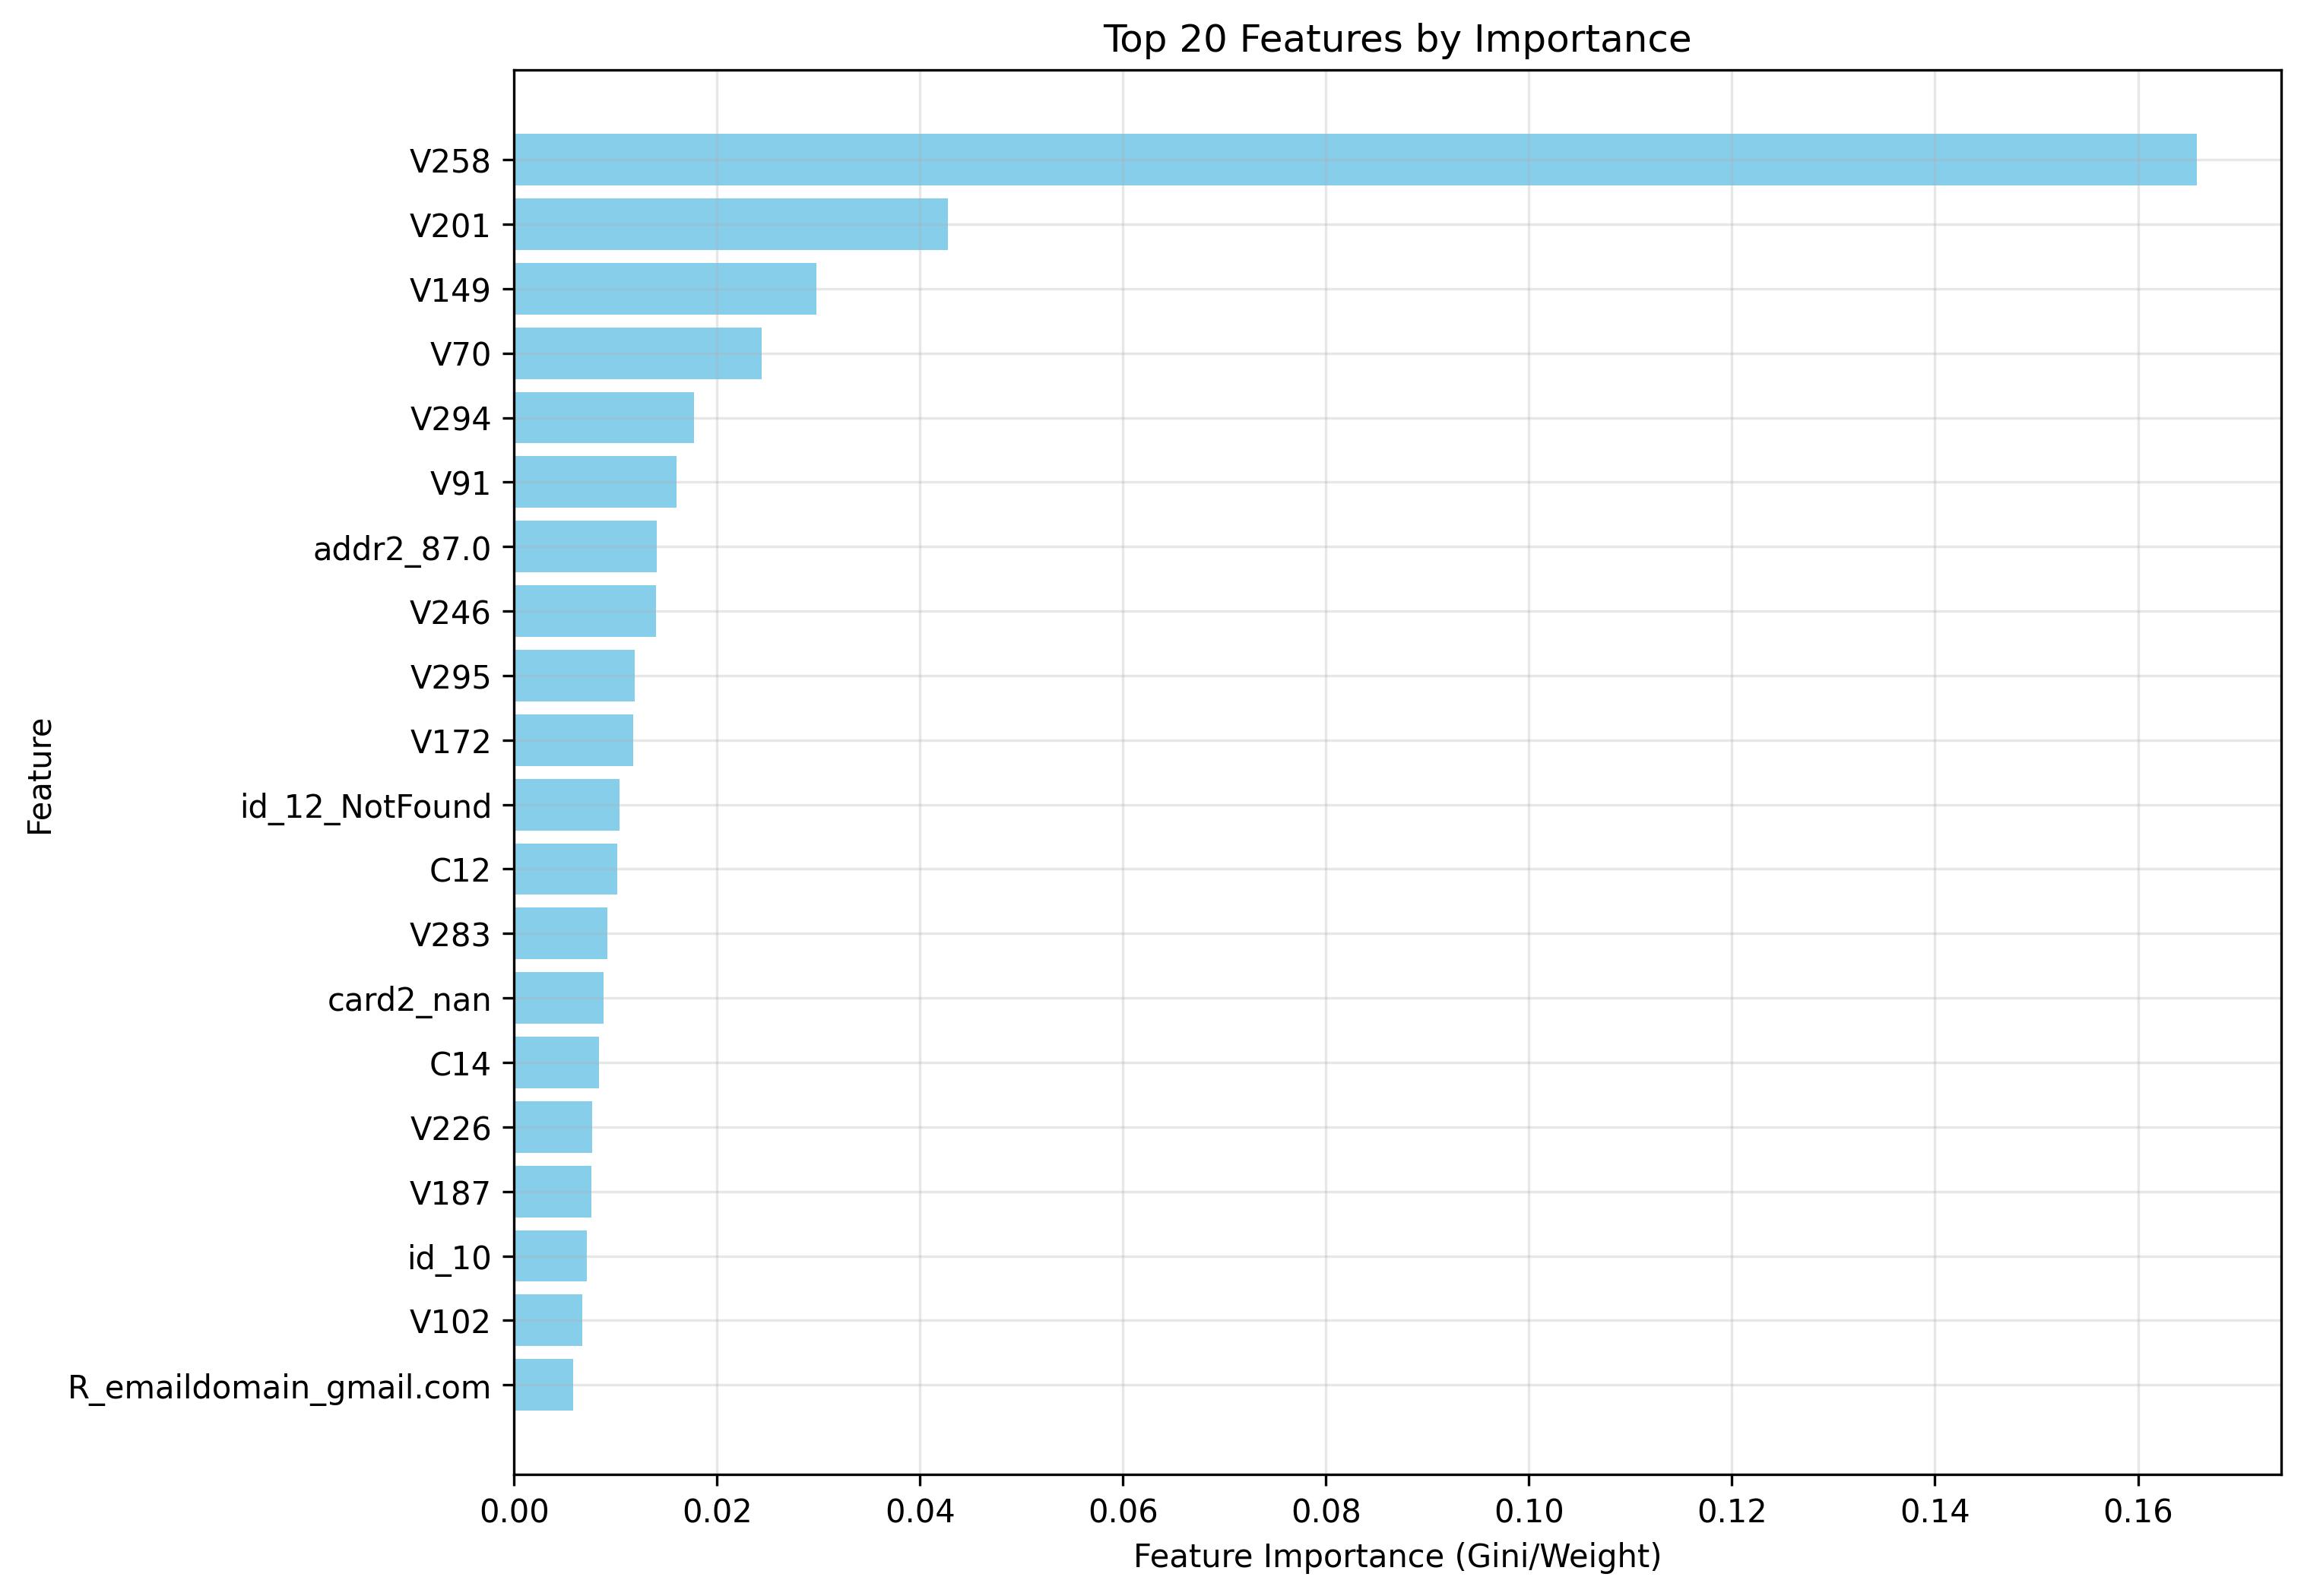 Top 20 Features by Importance
V258
V201
V149
V70
V294
V91
addr2_87.0
V246
V295
V172
id_12_NotFound
C12
V283
card2_nan
C14
V226
V187
id_10
V102
R_emaildomain_gmail.com
Feature
0.00 0.02 0.04 0.06 0.08 0.10 0.12 0.14 0.16
Feature Importance (Gini/Weight)